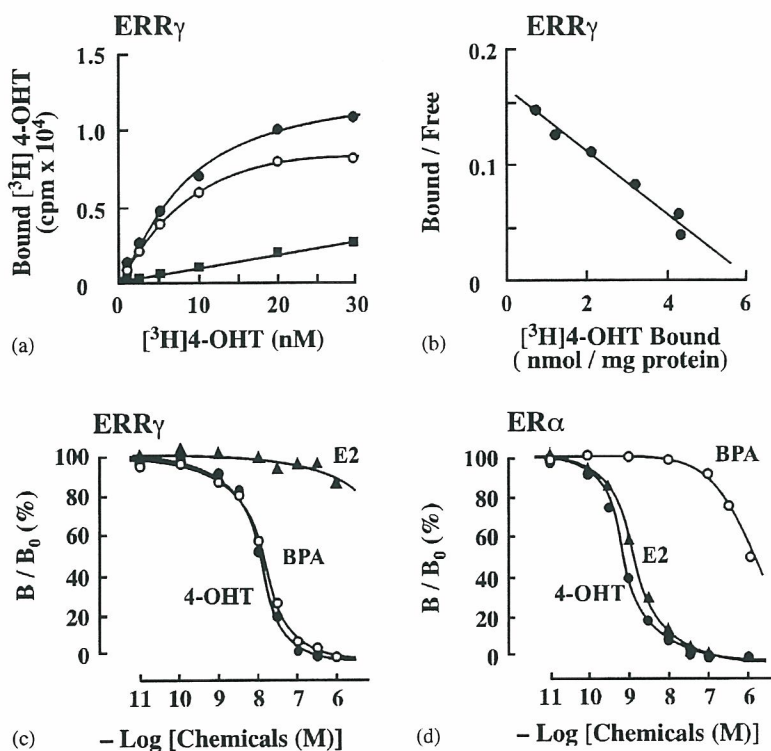 ERRγ
1.5
1.0
0.5
0
Bound [³H] 4-OHT
(cpm x 10⁴)
0
10
20
30
[³H]4-OHT (nM)
(a)
ERRγ
0.2
0.1
0
Bound / Free
0
2
4
6
[³H]4-OHT Bound
( nmol / mg protein)
(b)
ERRγ
100
80
60
40
20
0
B / B₀ (%)
E2
BPA
4-OHT
11
10
9
8
7
6
– Log [Chemicals (M)]
(c)
ERα
100
80
60
40
20
0
B / B₀ (%)
BPA
E2
4-OHT
11
10
9
8
7
6
– Log [Chemicals (M)]
(d)